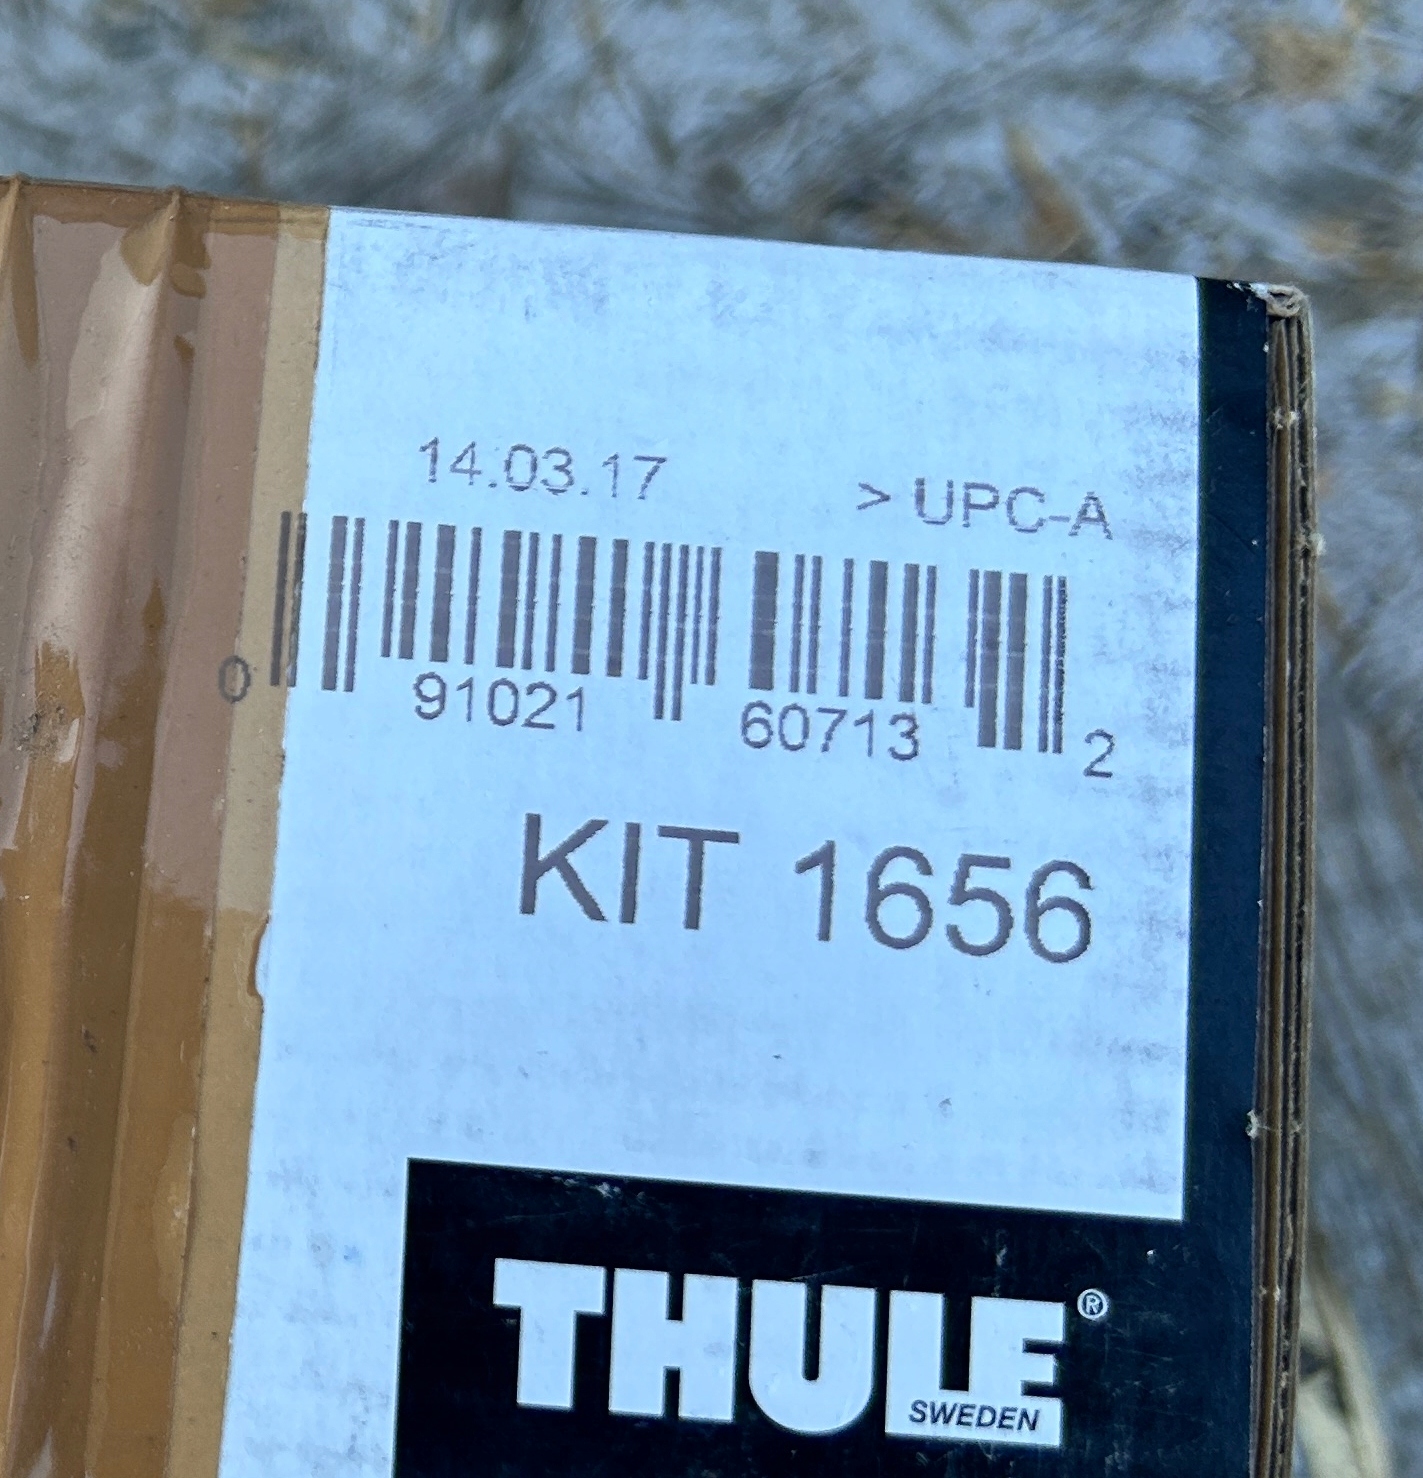 14.03.17 > UPC-A
0 91021 60713 2
KIT 1656
THULE®
SWEDEN